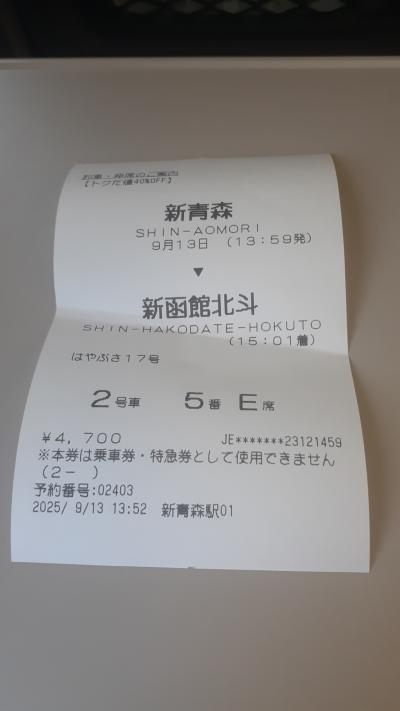 お車・座席のご案内
【トクだ値40%OFF】
新青森
SHIN-AOMORI
9月13日 (13:59発)
▼
新函館北斗
SHIN-HAKODATE-HOKUTO
(15:01着)
はやぶさ17号
2号車 5番 E席
¥4,700 JE*******23121459
※本券は乗車券・特急券として使用できません
(2- )
予約番号:02403
2025/ 9/13 13:52 新青森駅01